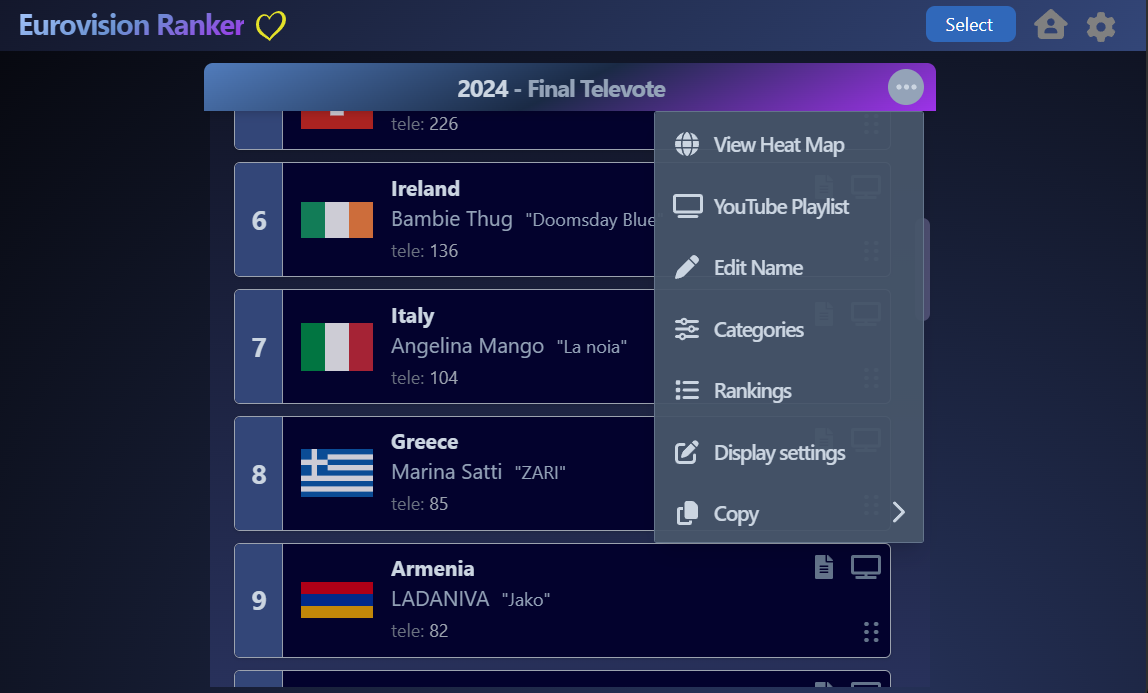 Eurovision Ranker
Select
2024 - Final Televote
tele: 226
6
Ireland
Bambie Thug "Doomsday Blue
tele: 136
7
Italy
Angelina Mango "La noia"
tele: 104
8
Greece
Marina Satti "ZARI"
tele: 85
9
Armenia
LADANIVA "Jako"
tele: 82
View Heat Map
YouTube Playlist
Edit Name
Categories
Rankings
Display settings
Copy